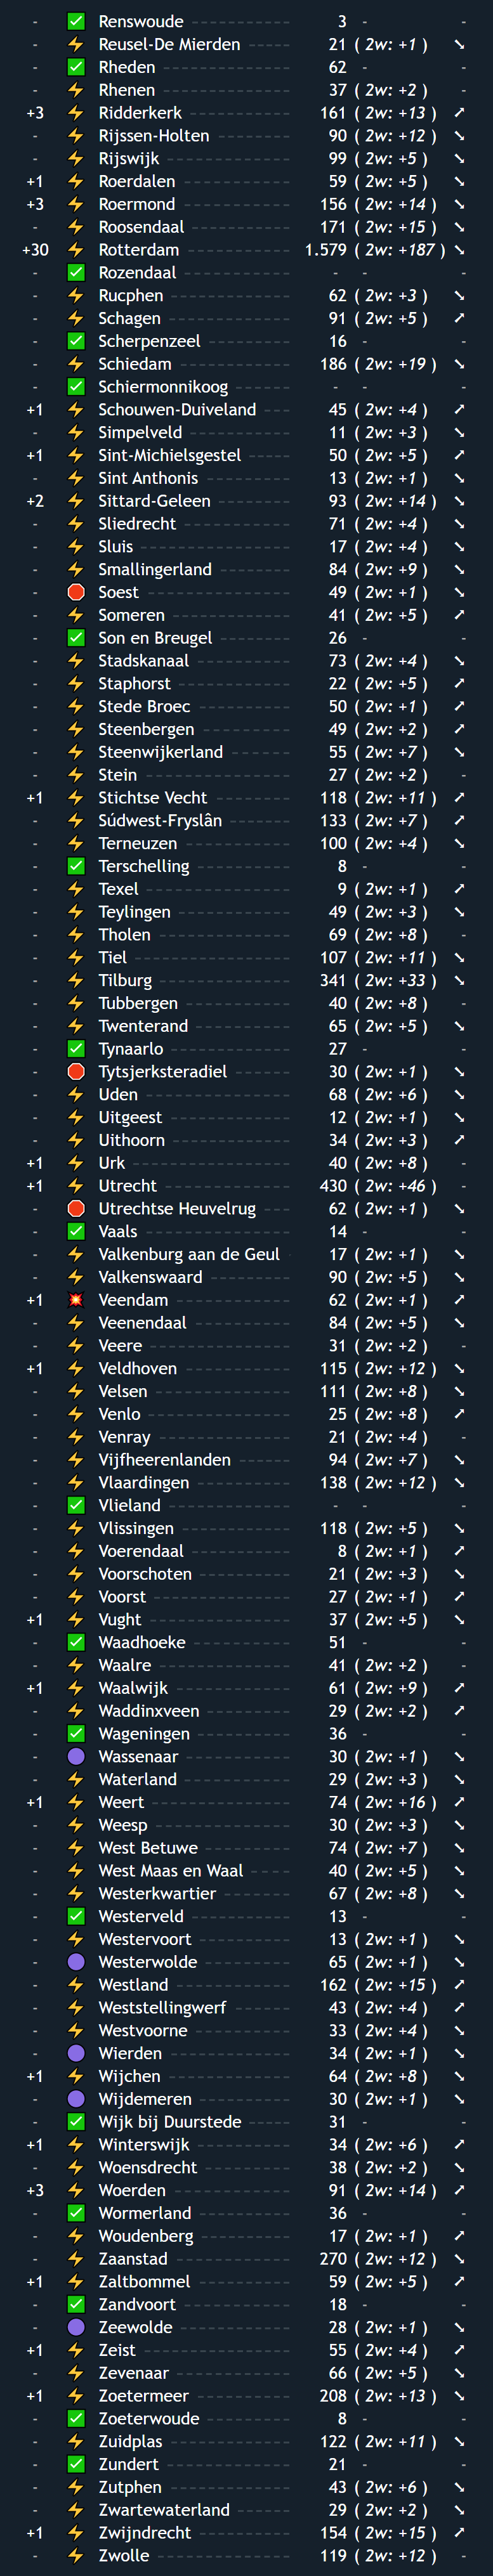 - ✅ Renswoude ------------ 3 - -
- ⚡ Reusel-De Mierden ----- 21 ( 2w: +1 ) ↘
- ✅ Rheden --------------- 62 - -
- ⚡ Rhenen --------------- 37 ( 2w: +2 ) -
+3 ⚡ Ridderkerk ------------ 161 ( 2w: +13 ) ↗
- ⚡ Rijssen-Holten --------- 90 ( 2w: +12 ) ↘
- ⚡ Rijswijk --------------- 99 ( 2w: +5 ) ↘
+1 ⚡ Roerdalen ------------- 59 ( 2w: +5 ) ↘
+3 ⚡ Roermond ------------- 156 ( 2w: +14 ) ↘
- ⚡ Roosendaal ------------ 171 ( 2w: +15 ) ↘
+30 ⚡ Rotterdam ------------ 1.579 ( 2w: +187 ) ↘
- ✅ Rozendaal ------------ - - -
- ⚡ Rucphen -------------- 62 ( 2w: +3 ) ↘
- ⚡ Schagen -------------- 91 ( 2w: +5 ) ↗
- ✅ Scherpenzeel ---------- 16 - -
- ⚡ Schiedam ------------- 186 ( 2w: +19 ) ↘
- ✅ Schiermonnikoog ------ - - -
+1 ⚡ Schouwen-Duiveland --- 45 ( 2w: +4 ) ↗
- ⚡ Simpelveld ------------ 11 ( 2w: +3 ) ↘
+1 ⚡ Sint-Michielsgestel ----- 50 ( 2w: +5 ) ↗
- ⚡ Sint Anthonis ---------- 13 ( 2w: +1 ) ↘
+2 ⚡ Sittard-Geleen --------- 93 ( 2w: +14 ) ↘
- ⚡ Sliedrecht ------------- 71 ( 2w: +4 ) ↘
- ⚡ Sluis ------------------ 17 ( 2w: +4 ) ↘
- ⚡ Smallingerland --------- 84 ( 2w: +9 ) ↘
- 🛑 Soest ----------------- 49 ( 2w: +1 ) ↘
- ⚡ Someren -------------- 41 ( 2w: +5 ) ↗
- ✅ Son en Breugel --------- 26 - -
- ⚡ Stadskanaal ----------- 73 ( 2w: +4 ) ↘
- ⚡ Staphorst ------------- 22 ( 2w: +5 ) ↗
- ⚡ Stede Broec ----------- 50 ( 2w: +1 ) ↗
- ⚡ Steenbergen ---------- 49 ( 2w: +2 ) ↗
- ⚡ Steenwijkerland ------- 55 ( 2w: +7 ) ↘
- ⚡ Stein ----------------- 27 ( 2w: +2 ) -
+1 ⚡ Stichtse Vecht --------- 118 ( 2w: +11 ) ↗
- ⚡ Súdwest-Fryslân ------- 133 ( 2w: +7 ) ↗
- ⚡ Terneuzen ------------ 100 ( 2w: +4 ) ↘
- ✅ Terschelling ----------- 8 - -
- ⚡ Texel ----------------- 9 ( 2w: +1 ) ↗
- ⚡ Teylingen ------------- 49 ( 2w: +3 ) ↘
- ⚡ Tholen --------------- 69 ( 2w: +8 ) -
- ⚡ Tiel ------------------- 107 ( 2w: +11 ) ↘
- ⚡ Tilburg ---------------- 341 ( 2w: +33 ) ↘
- ⚡ Tubbergen ------------ 40 ( 2w: +8 ) -
- ⚡ Twenterand ----------- 65 ( 2w: +5 ) ↘
- ✅ Tynaarlo -------------- 27 - -
- 🛑 Tytsjerksteradiel ------- 30 ( 2w: +1 ) ↘
- ⚡ Uden ----------------- 68 ( 2w: +6 ) ↘
- ⚡ Uitgeest -------------- 12 ( 2w: +1 ) ↘
- ⚡ Uithoorn -------------- 34 ( 2w: +3 ) ↗
+1 ⚡ Urk ------------------- 40 ( 2w: +8 ) -
+1 ⚡ Utrecht --------------- 430 ( 2w: +46 ) -
- 🛑 Utrechtse Heuvelrug --- 62 ( 2w: +1 ) ↘
- ✅ Vaals ----------------- 14 - -
- ⚡ Valkenburg aan de Geul - 17 ( 2w: +1 ) ↘
- ⚡ Valkenswaard --------- 90 ( 2w: +5 ) ↘
+1 💥 Veendam ------------- 62 ( 2w: +1 ) ↗
- ⚡ Veenendaal ----------- 84 ( 2w: +5 ) ↘
- ⚡ Veere ---------------- 31 ( 2w: +2 ) -
+1 ⚡ Veldhoven ------------ 115 ( 2w: +12 ) ↘
- ⚡ Velsen ---------------- 111 ( 2w: +8 ) ↘
- ⚡ Venlo ----------------- 25 ( 2w: +8 ) ↗
- ⚡ Venray --------------- 21 ( 2w: +4 ) -
- ⚡ Vijfheerenlanden ------ 94 ( 2w: +7 ) ↘
- ⚡ Vlaardingen ----------- 138 ( 2w: +12 ) ↘
- ✅ Vlieland -------------- - - -
- ⚡ Vlissingen ------------- 118 ( 2w: +5 ) ↘
- ⚡ Voerendaal ----------- 8 ( 2w: +1 ) ↗
- ⚡ Voorschoten ---------- 21 ( 2w: +3 ) ↘
- ⚡ Voorst ---------------- 27 ( 2w: +1 ) ↗
+1 ⚡ Vught ---------------- 37 ( 2w: +5 ) ↘
- ✅ Waadhoeke ----------- 51 - -
- ⚡ Waalre --------------- 41 ( 2w: +2 ) -
+1 ⚡ Waalwijk ------------- 61 ( 2w: +9 ) ↗
- ⚡ Waddinxveen --------- 29 ( 2w: +2 ) ↗
- ✅ Wageningen ---------- 36 - -
- 🟣 Wassenaar ------------ 30 ( 2w: +1 ) ↘
- ⚡ Waterland ------------ 29 ( 2w: +3 ) ↘
+1 ⚡ Weert ---------------- 74 ( 2w: +16 ) ↗
- ⚡ Weesp ---------------- 30 ( 2w: +3 ) ↘
- ⚡ West Betuwe ---------- 74 ( 2w: +7 ) ↘
- ⚡ West Maas en Waal ---- 40 ( 2w: +5 ) ↘
- ⚡ Westerkwartier -------- 67 ( 2w: +8 ) ↘
- ✅ Westerveld ----------- 13 - -
- ⚡ Westervoort ---------- 13 ( 2w: +1 ) ↘
- 🟣 Westerwolde ---------- 65 ( 2w: +1 ) ↘
- ⚡ Westland ------------- 162 ( 2w: +15 ) ↗
- ⚡ Weststellingwerf ------- 43 ( 2w: +4 ) ↗
- ⚡ Westvoorne ----------- 33 ( 2w: +4 ) ↘
- 🟣 Wierden -------------- 34 ( 2w: +1 ) ↘
+1 ⚡ Wijchen -------------- 64 ( 2w: +8 ) ↘
- 🟣 Wijdemeren ----------- 30 ( 2w: +1 ) ↘
- ✅ Wijk bij Duurstede ----- 31 - -
+1 ⚡ Winterswijk ----------- 34 ( 2w: +6 ) ↗
- ⚡ Woensdrecht ---------- 38 ( 2w: +2 ) ↘
+3 ⚡ Woerden ------------- 91 ( 2w: +14 ) ↗
- ✅ Wormerland ---------- 36 - -
- ⚡ Woudenberg ---------- 17 ( 2w: +1 ) ↗
- ⚡ Zaanstad ------------- 270 ( 2w: +12 ) ↘
+1 ⚡ Zaltbommel ----------- 59 ( 2w: +5 ) ↗
- ✅ Zandvoort ------------ 18 - -
- 🟣 Zeewolde ------------- 28 ( 2w: +1 ) ↘
+1 ⚡ Zeist ----------------- 55 ( 2w: +4 ) ↗
- ⚡ Zevenaar ------------- 66 ( 2w: +5 ) ↘
+1 ⚡ Zoetermeer ----------- 208 ( 2w: +13 ) ↘
- ✅ Zoeterwoude ---------- 8 - -
- ⚡ Zuidplas -------------- 122 ( 2w: +11 ) ↘
- ✅ Zundert -------------- 21 - -
- ⚡ Zutphen -------------- 43 ( 2w: +6 ) ↘
- ⚡ Zwartewaterland ------ 29 ( 2w: +2 ) ↘
+1 ⚡ Zwijndrecht ----------- 154 ( 2w: +15 ) ↗
- ⚡ Zwolle ---------------- 119 ( 2w: +12 ) -